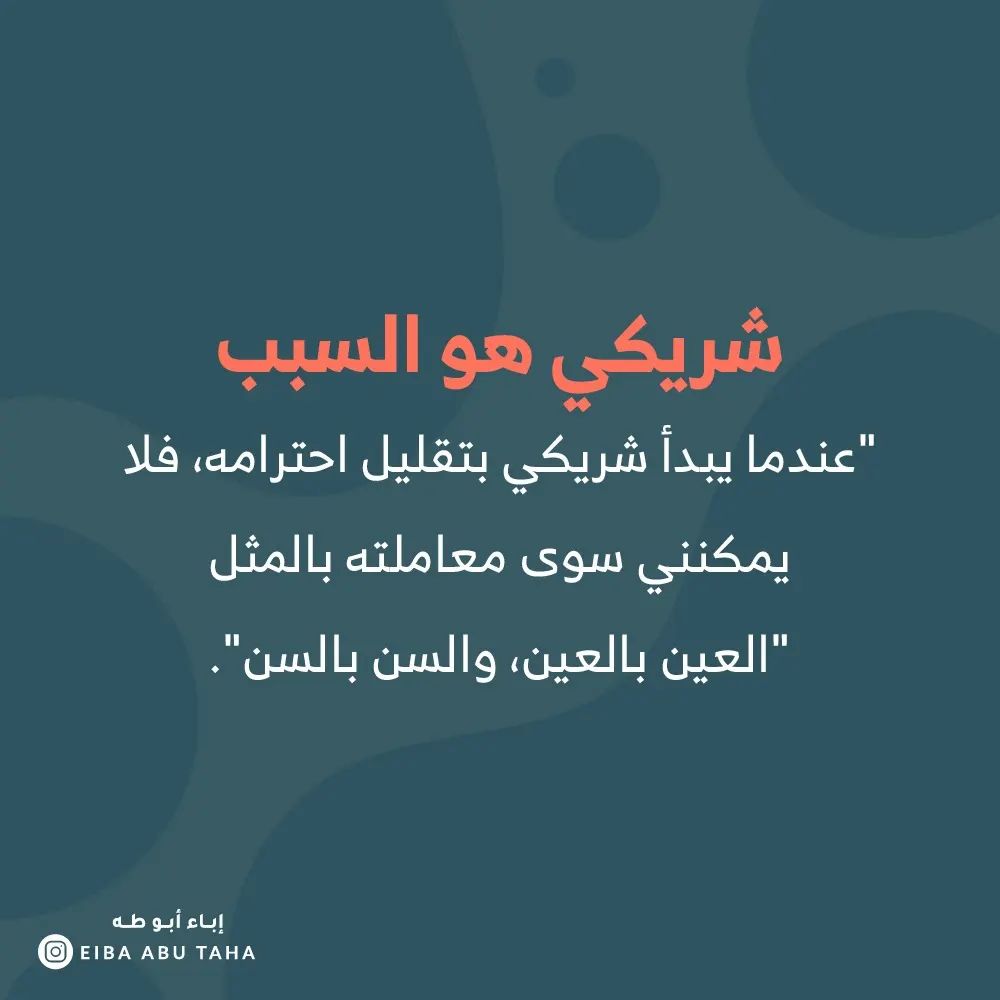 شريكي هو السبب
"عندما يبدأ شريكي بتقليل احترامه، فلا
يمكنني سوى معاملته بالمثل
"العين بالعين، والسن بالسن".
إباء أبو طه
EIBA ABU TAHA